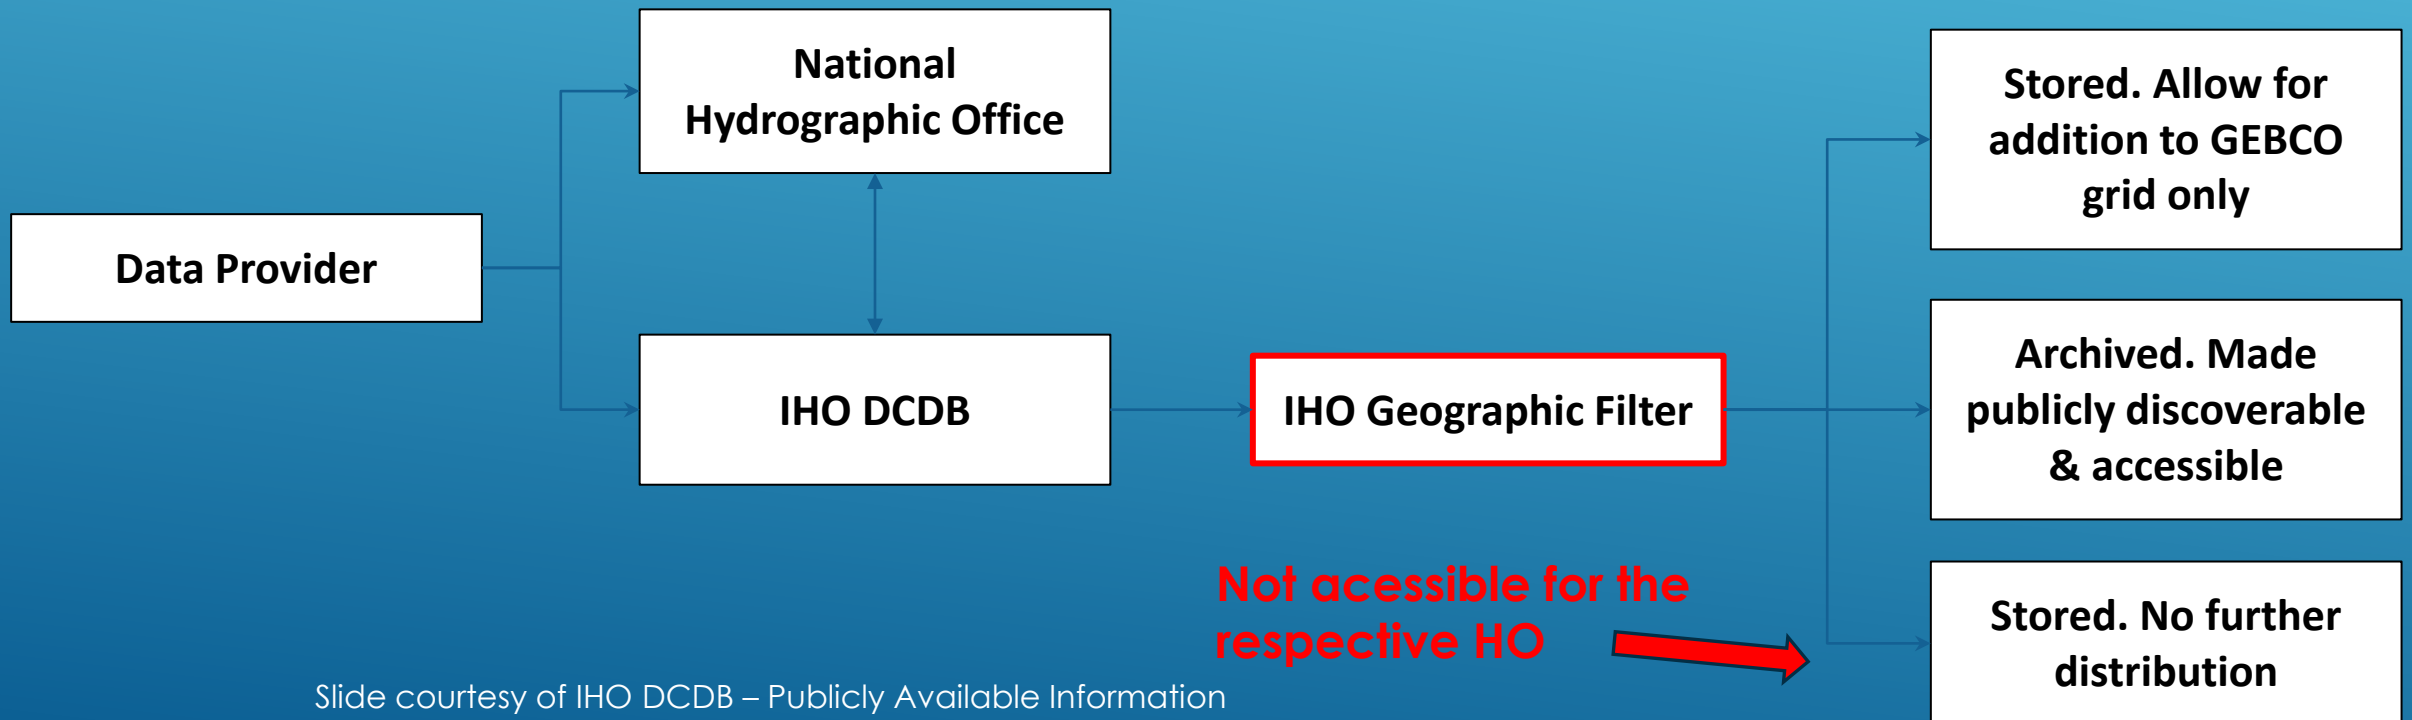 National
Hydrographic Office
Data Provider
IHO DCDB
IHO Geographic Filter
Stored. Allow for
addition to GEBCO
grid only
Archived. Made
publicly discoverable
& accessible
Stored. No further
distribution
Not acessible for the
respective HO
Slide courtesy of IHO DCDB – Publicly Available Information